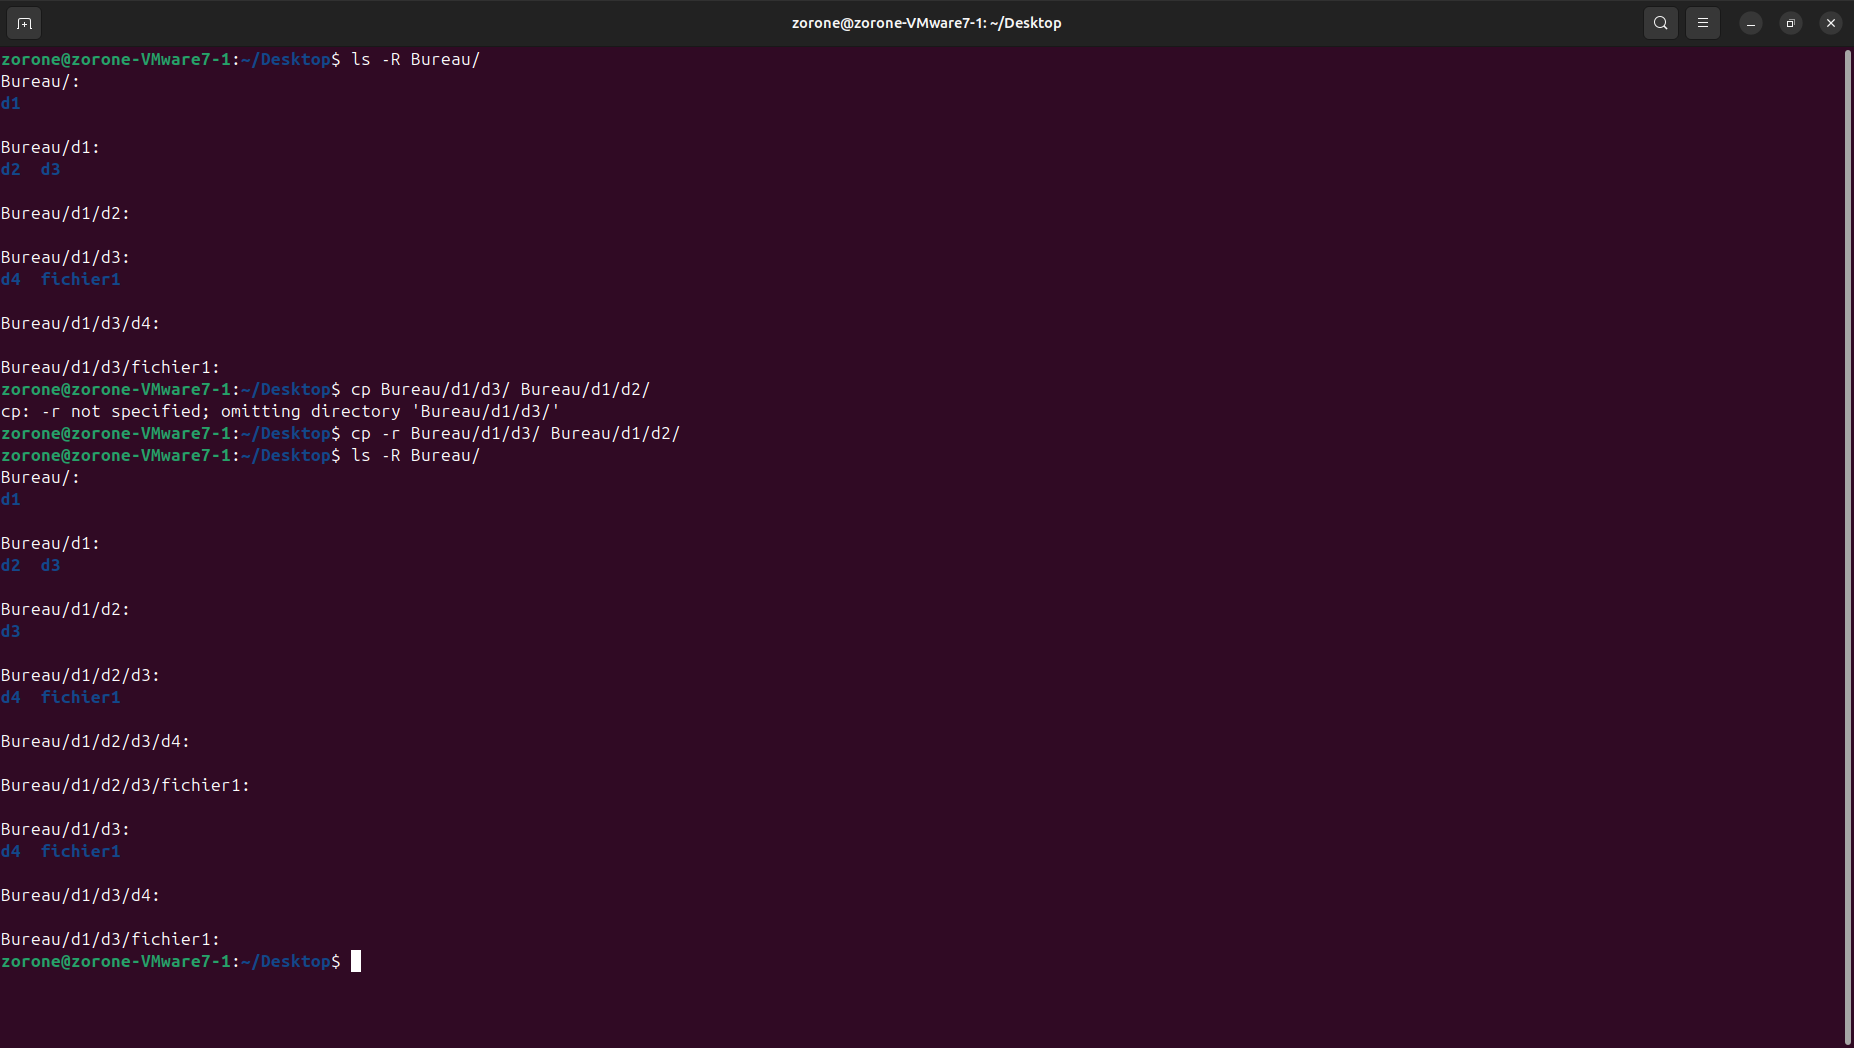 zorone@zorone-VMware7-1: ~/Desktop
zorone@zorone-VMware7-1:~/Desktop$ ls -R Bureau/
Bureau/:
d1
Bureau/d1:
d2  d3
Bureau/d1/d2:
Bureau/d1/d3:
d4  fichier1
Bureau/d1/d3/d4:
Bureau/d1/d3/fichier1:
zorone@zorone-VMware7-1:~/Desktop$ cp Bureau/d1/d3/ Bureau/d1/d2/
cp: -r not specified; omitting directory 'Bureau/d1/d3/'
zorone@zorone-VMware7-1:~/Desktop$ cp -r Bureau/d1/d3/ Bureau/d1/d2/
zorone@zorone-VMware7-1:~/Desktop$ ls -R Bureau/
Bureau/:
d1
Bureau/d1:
d2  d3
Bureau/d1/d2:
d3
Bureau/d1/d2/d3:
d4  fichier1
Bureau/d1/d2/d3/d4:
Bureau/d1/d2/d3/fichier1:
Bureau/d1/d3:
d4  fichier1
Bureau/d1/d3/d4:
Bureau/d1/d3/fichier1:
zorone@zorone-VMware7-1:~/Desktop$